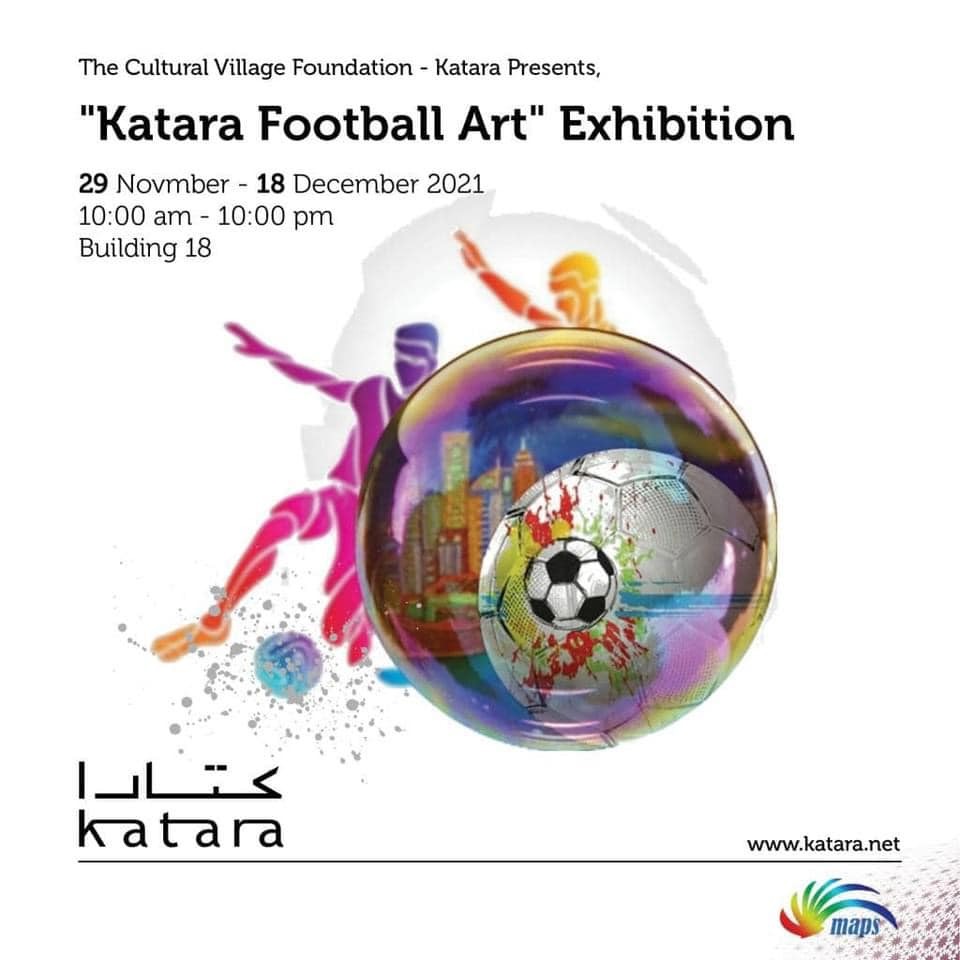 The Cultural Village Foundation - Katara Presents,
"Katara Football Art" Exhibition
29 Novmber - 18 December 2021
10:00 am - 10:00 pm
Building 18
كتارا
katara
www.katara.net
maps